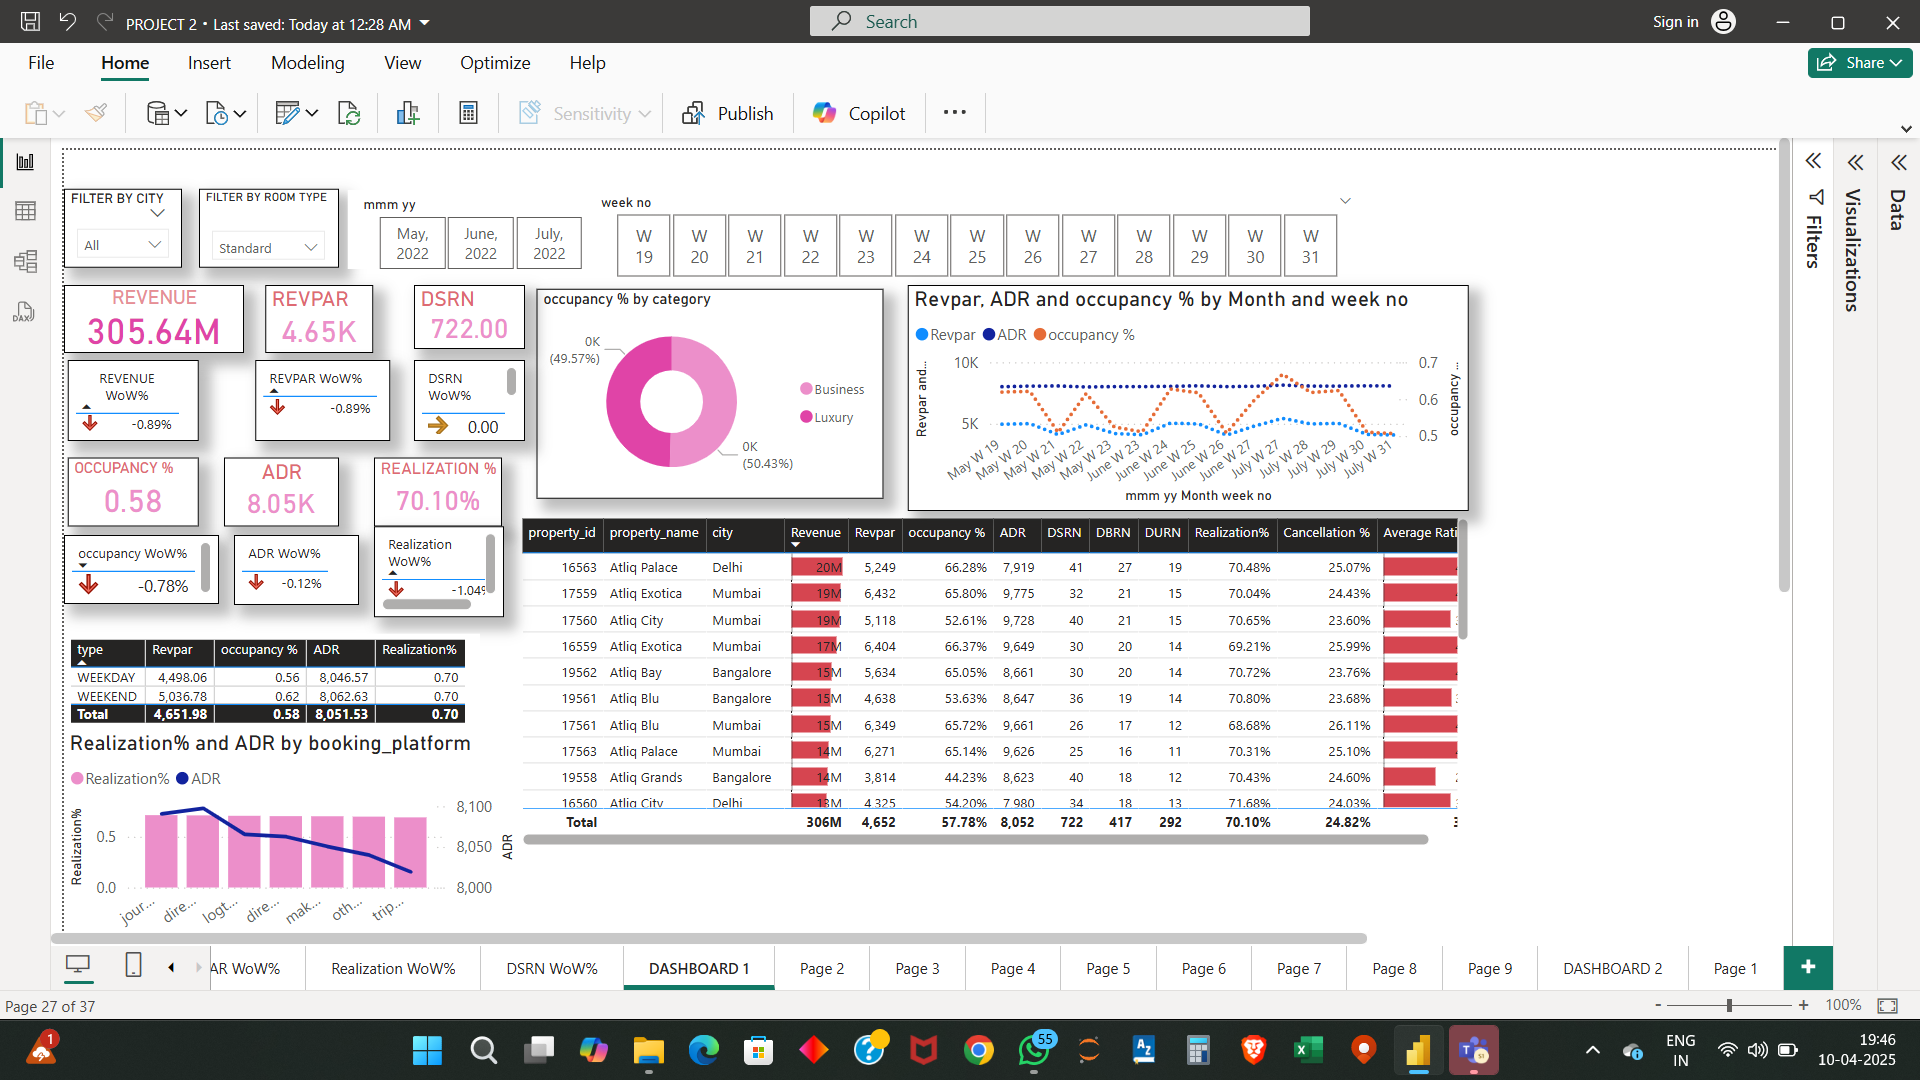 PROJECT 2 • Last saved: Today at 12:28 AM
Search
Sign in
File
Home
Insert
Modeling
View
Optimize
Help
Share
Sensitivity
Publish
Copilot
FILTER BY CITY
All
FILTER BY ROOM TYPE
Standard
mmm yy
May, 2022
June, 2022
July, 2022
week no
W 19
W 20
W 21
W 22
W 23
W 24
W 25
W 26
W 27
W 28
W 29
W 30
W 31
Filters
Visualizations
Data
REVENUE
305.64M
REVPAR
4.65K
DSRN
722.00
REVENUE WoW%
-0.89%
REVPAR WoW%
-0.89%
DSRN WoW%
0.00
OCCUPANCY %
0.58
ADR
8.05K
REALIZATION %
70.10%
occupancy WoW%
-0.78%
ADR WoW%
-0.12%
Realization WoW%
-1.04
occupancy % by category
0K
(49.57%)
0K
(50.43%)
Business
Luxury
Revpar, ADR and occupancy % by Month and week no
Revpar ADR occupancy %
Revpar and...
10K
5K
0.7
0.6
0.5
occupancy ...
May W 19
May W 20
May W 21
May W 22
May W 23
June W 23
June W 24
June W 25
June W 26
June W 27
July W 27
July W 28
July W 29
July W 30
July W 31
mmm yy Month week no
type Revpar occupancy % ADR Realization%
WEEKDAY 4,498.06 0.56 8,046.57 0.70
WEEKEND 5,036.78 0.62 8,062.63 0.70
Total 4,651.98 0.58 8,051.53 0.70
Realization% and ADR by booking_platform
Realization% ADR
Realization%
0.5
0.0
8,100
8,050
8,000
ADR
jour...
dire...
logt...
dire...
mak...
oth...
trip...
property_id property_name city Revenue Revpar occupancy % ADR DSRN DBRN DURN Realization% Cancellation % Average Rati
16563 Atliq Palace Delhi 20M 5,249 66.28% 7,919 41 27 19 70.48% 25.07%
17559 Atliq Exotica Mumbai 19M 6,432 65.80% 9,775 32 21 15 70.04% 24.43%
17560 Atliq City Mumbai 19M 5,118 52.61% 9,728 40 21 15 70.65% 23.60%
16559 Atliq Exotica Mumbai 17M 6,404 66.37% 9,649 30 20 14 69.21% 25.99%
19562 Atliq Bay Bangalore 15M 5,634 65.05% 8,661 30 20 14 70.72% 23.76%
19561 Atliq Blu Bangalore 15M 4,638 53.63% 8,647 36 19 14 70.80% 23.68%
17561 Atliq Blu Mumbai 15M 6,349 65.72% 9,661 26 17 12 68.68% 26.11%
17563 Atliq Palace Mumbai 14M 6,271 65.14% 9,626 25 16 11 70.31% 25.10%
19558 Atliq Grands Bangalore 14M 3,814 44.23% 8,623 40 18 12 70.43% 24.60%
16560 Atliq City Delhi 13M 4,325 54.20% 7,980 34 18 13 71.68% 24.03%
Total 306M 4,652 57.78% 8,052 722 417 292 70.10% 24.82%
AR WoW%
Realization WoW%
DSRN WoW%
DASHBOARD 1
Page 2
Page 3
Page 4
Page 5
Page 6
Page 7
Page 8
Page 9
DASHBOARD 2
Page 1
Page 27 of 37
- + 100%
1
55
ENG
IN
19:46
10-04-2025